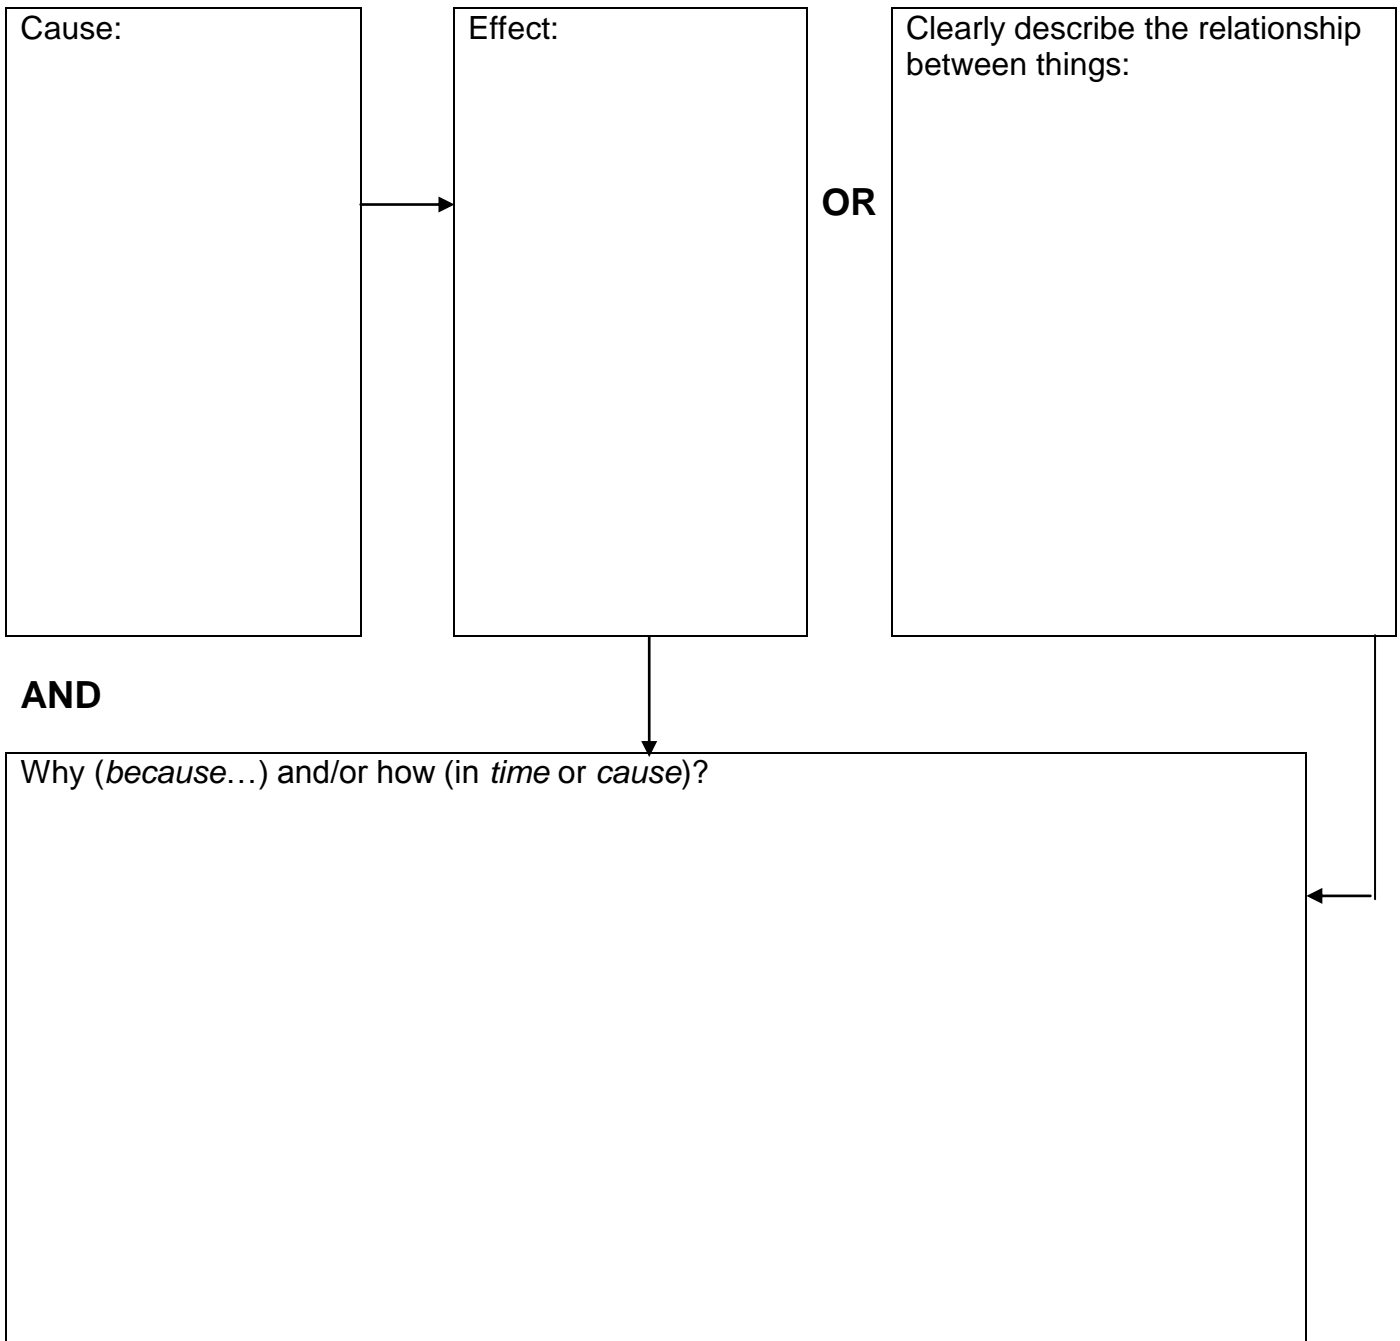 Cause:
Effect:
Clearly describe the relationship
between things:
OR
AND
Why (because…) and/or how (in time or cause)?